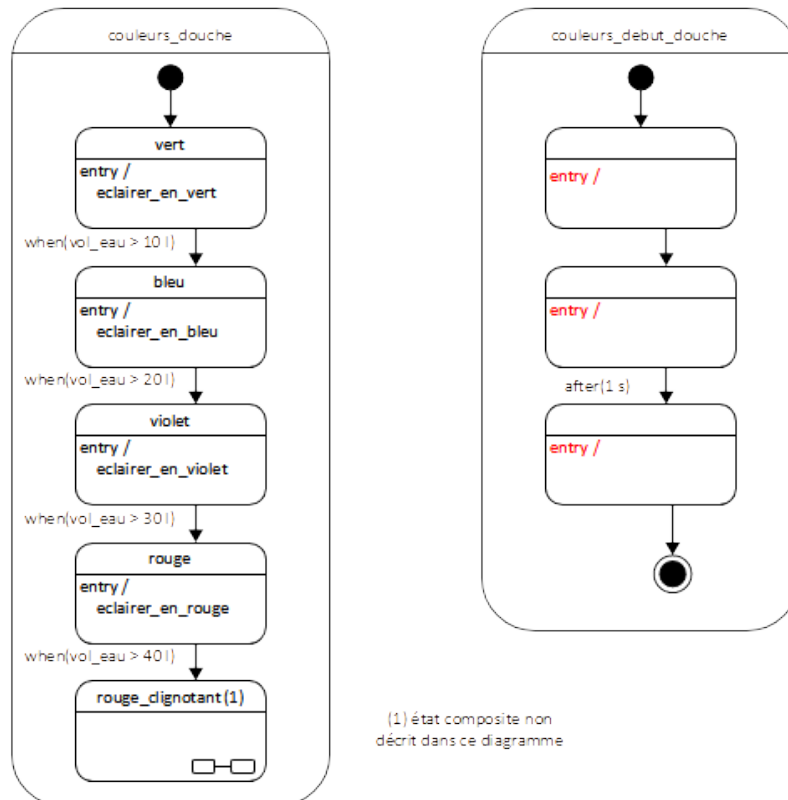 couleurs_douche
vert
entry /
eclairer_en_vert
when(vol_eau > 10 l)
bleu
entry /
eclairer_en_bleu
when(vol_eau > 20 l)
violet
entry /
eclairer_en_violet
when(vol_eau > 30 l)
rouge
entry /
eclairer_en_rouge
when(vol_eau > 40 l)
rouge_clignotant (1)
couleurs_debut_douche
entry /
entry /
after(1 s)
entry /
(1) état composite non
décrit dans ce diagramme